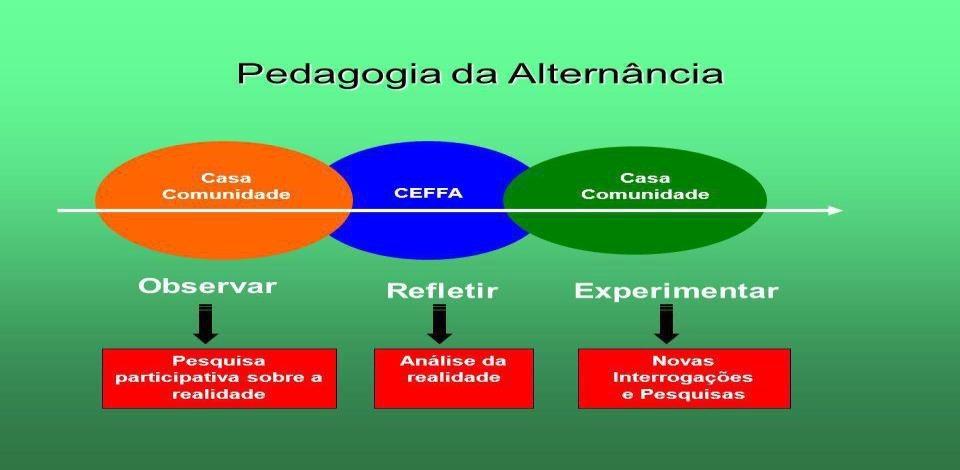 Pedagogia da Alternância
Casa
Comunidade
CEFFA
Casa
Comunidade
Observar
Refletir
Experimentar
Pesquisa
participativa sobre a
realidade
Análise da
realidade
Novas
Interrogações
e Pesquisas